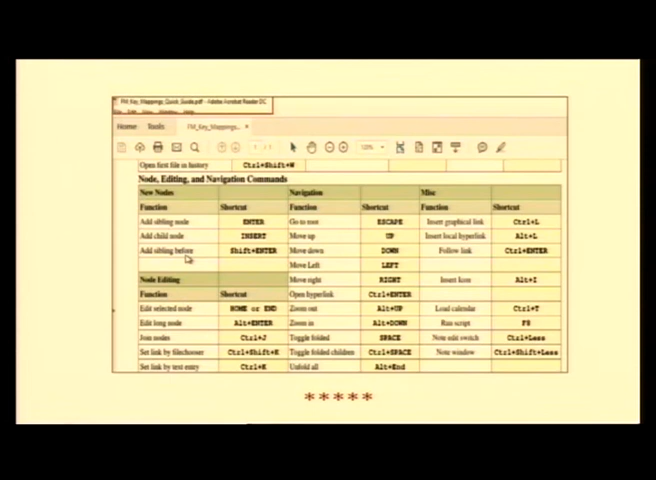 FM_Key_Mappings_Quick_Guide.pdf - Adobe Acrobat Reader DC
File Edit View Window Help
Home Tools FM_Key_Mappings... ×
Open first file in history Ctrl+Shift+W
Node, Editing, and Navigation Commands
New Nodes Navigation Misc
Function Shortcut Function Shortcut Function Shortcut
Add sibling node ENTER Go to root ESCAPE Insert graphical link Ctrl+L
Add child node INSERT Move up UP Insert local hyperlink Alt+L
Add sibling before Shift+ENTER Move down DOWN Follow link Ctrl+ENTER
Move Left LEFT
Node Editing Move right RIGHT Insert Icon Alt+I
Function Shortcut Open hyperlink Ctrl+ENTER
Edit selected node HOME or END Zoom out Alt+UP Load calendar Ctrl+T
Edit long node Alt+ENTER Zoom in Alt+DOWN Run script F8
Join nodes Ctrl+J Toggle folded SPACE Note edit switch Ctrl+Less
Set link by filechooser Ctrl+Shift+K Toggle folded children Ctrl+SPACE Note window Ctrl+Shift+Less
Set link by text entry Ctrl+K Unfold all Alt+End
*****